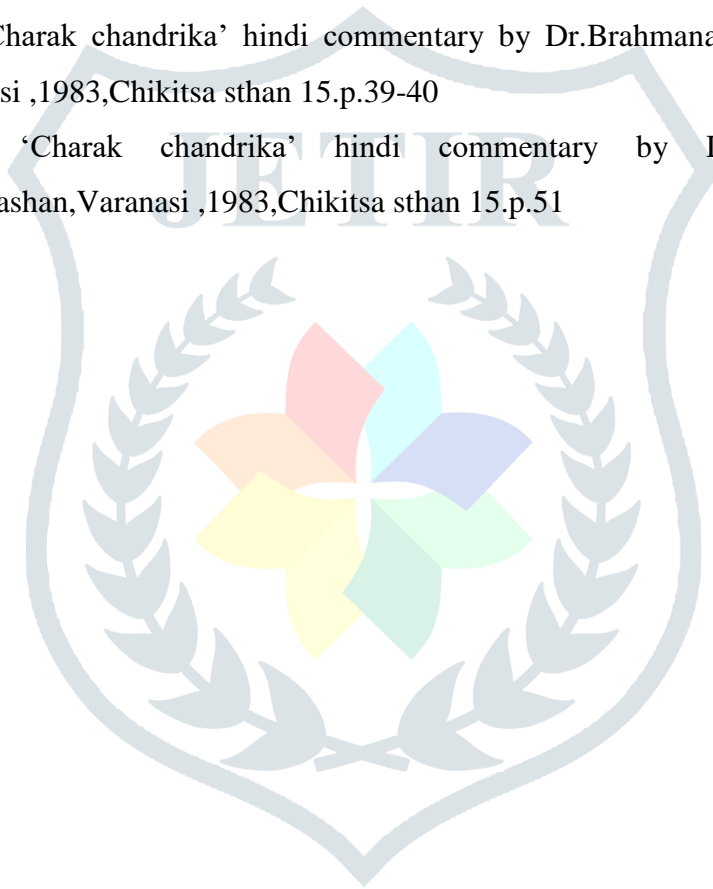 Charak chandrika’ hindi commentary by Dr.Brahmana
si ,1983,Chikitsa sthan 15.p.39-40
‘Charak chandrika’ hindi commentary by
ashan,Varanasi ,1983,Chikitsa sthan 15.p.51
JETIR